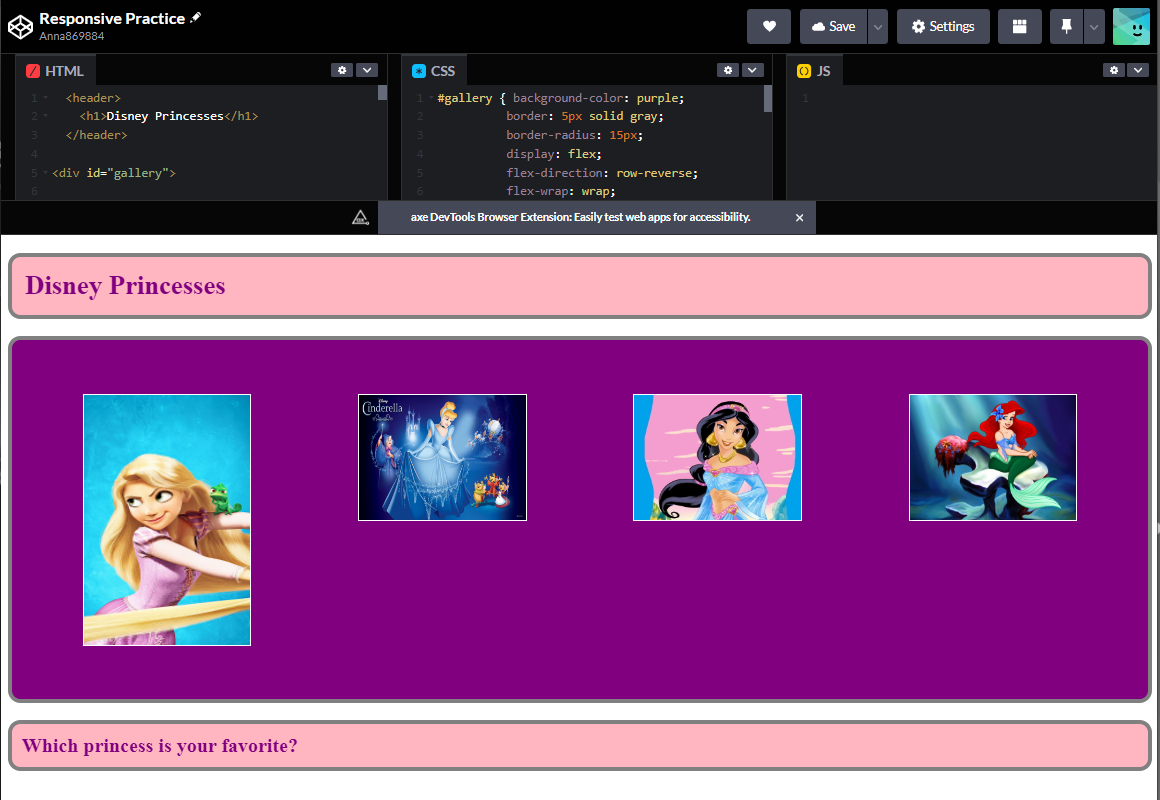 Responsive Practice
Anna869884
Save
Settings
HTML
1 <header>
2 <h1>Disney Princesses</h1>
3 </header>
4
5 <div id="gallery">
6
CSS
1 #gallery { background-color: purple;
2 border: 5px solid gray;
3 border-radius: 15px;
4 display: flex;
5 flex-direction: row-reverse;
6 flex-wrap: wrap;
JS
1
axe DevTools Browser Extension: Easily test web apps for accessibility.
Disney Princesses
Disney
Cinderella
Which princess is your favorite?